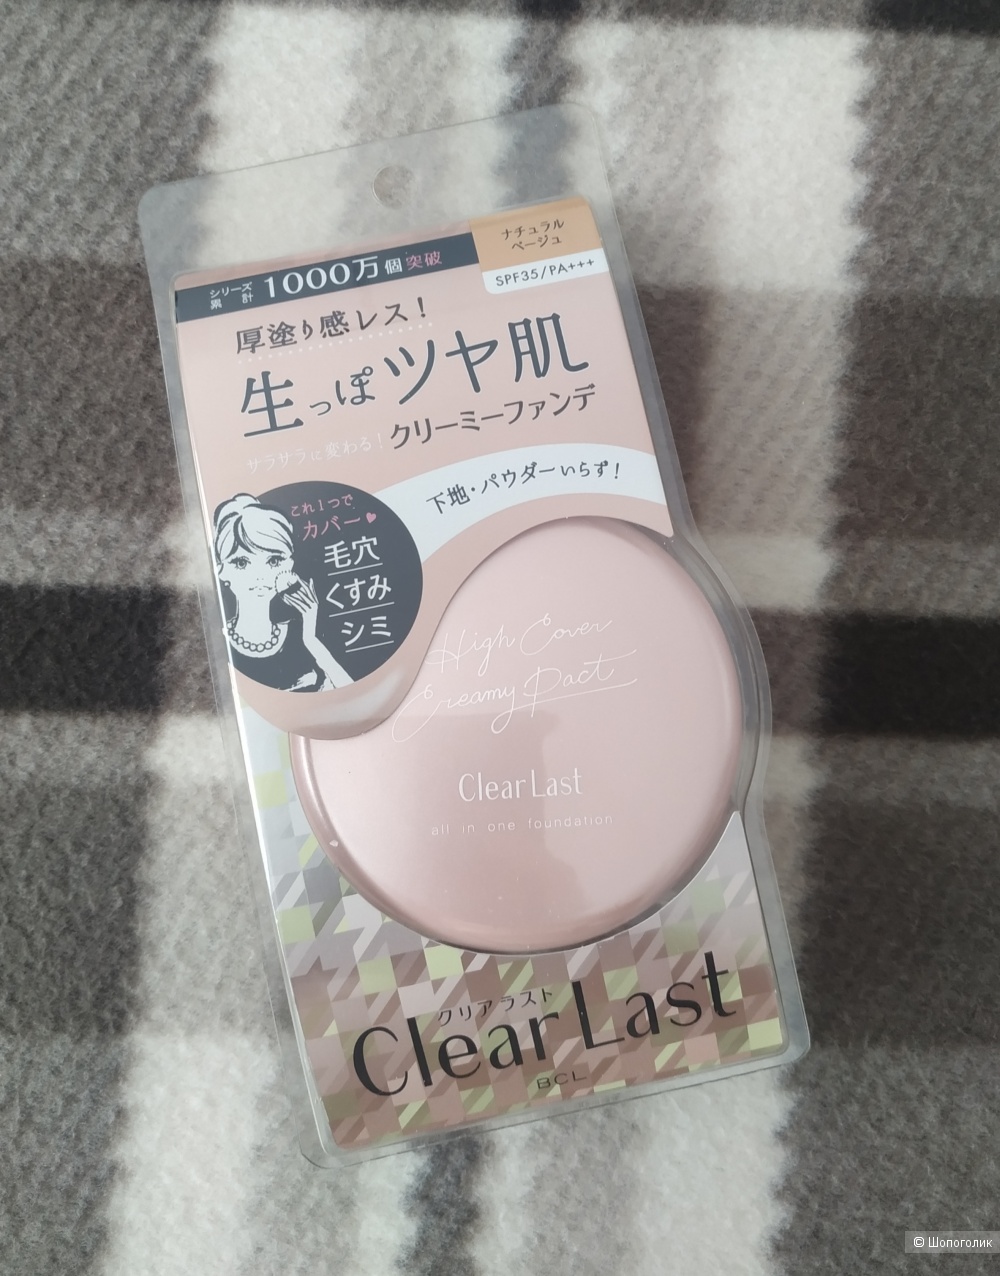 シリーズ累計 1000万個突破
ナチュラル
ベージュ
SPF35/PA+++
厚塗り感レス!
生っぽツヤ肌
サラサラに変わる! クリーミーファンデ
下地・パウダーいらず!
これ1つで
カバー♥
毛穴
くすみ
シミ
High Cover
Creamy Pact
Clear Last
all in one foundation
クリアラスト
Clear Last
BCL
© Шопоголик